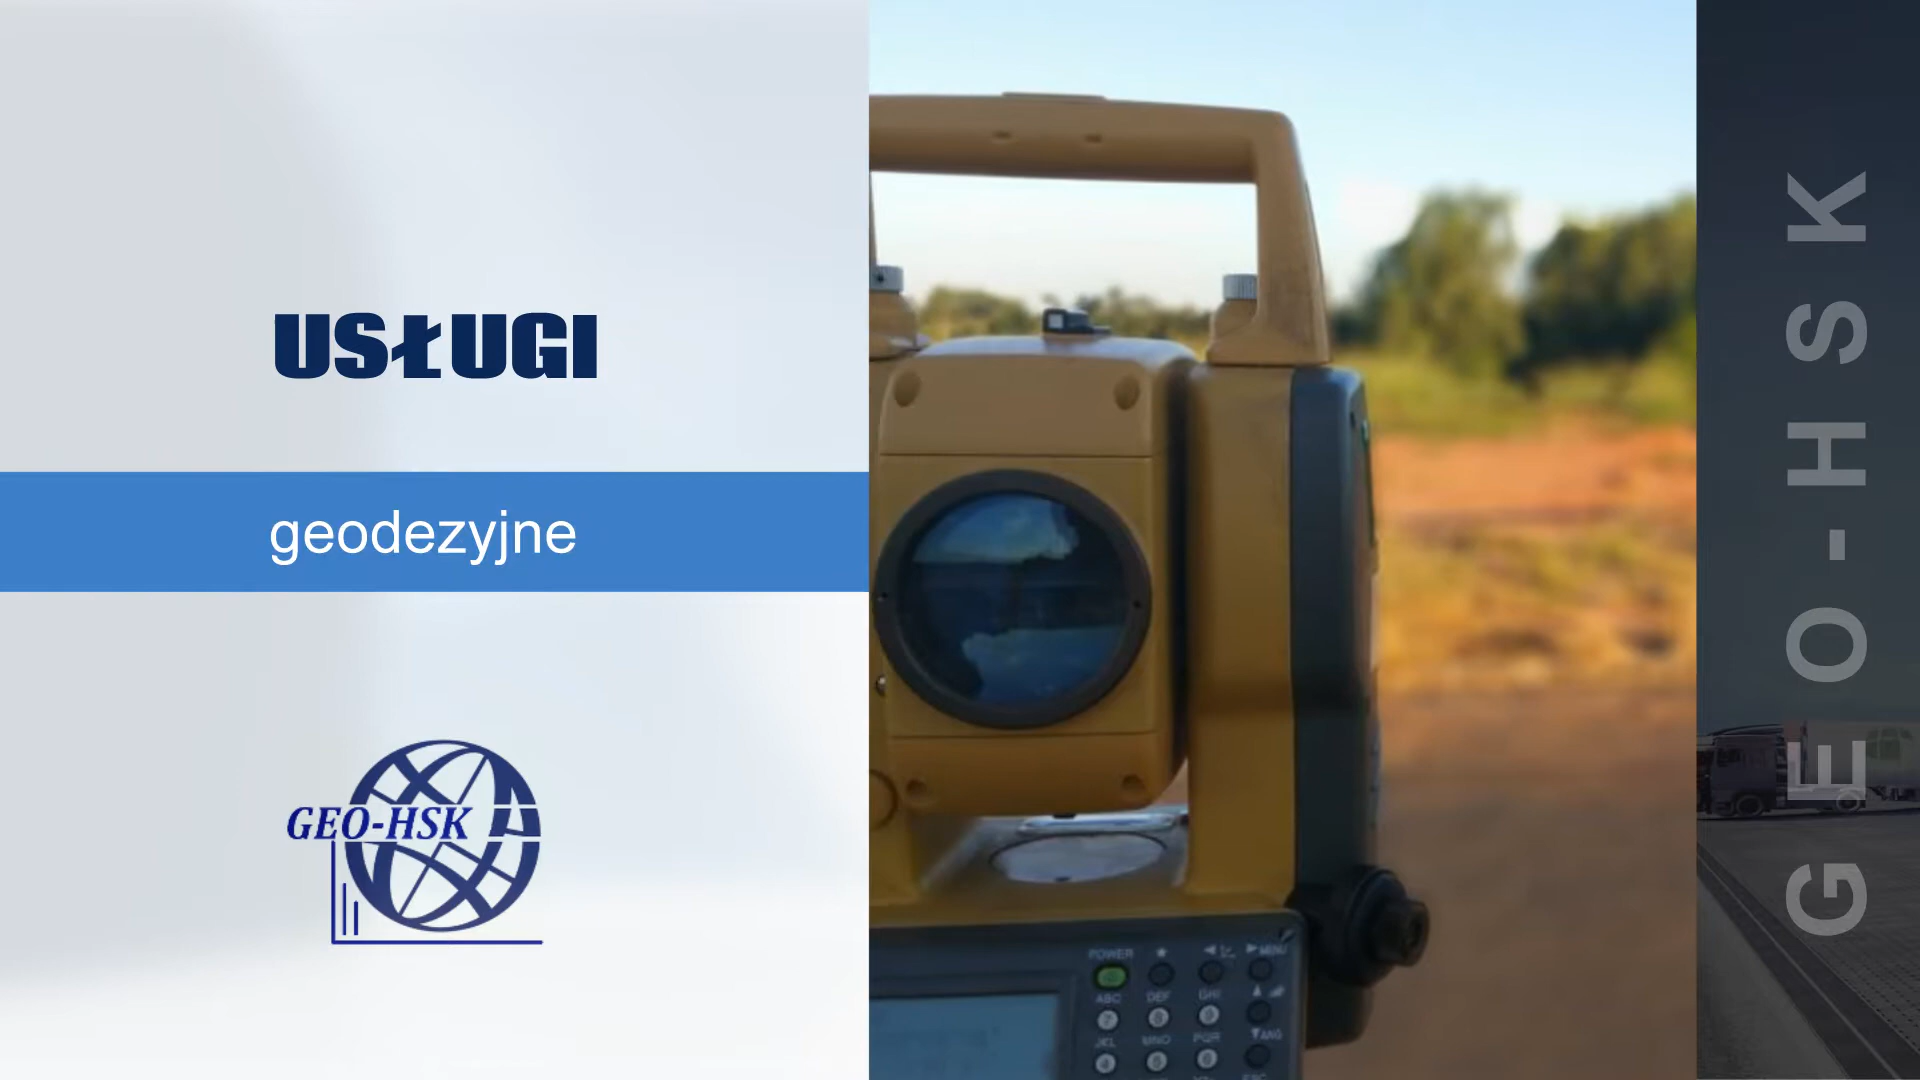 USŁUGI
geodezyjne
GEO-HSK
POWER
MENU
ABC DEF GHI
ANG
JKL MNO PQR
GEO-HSK